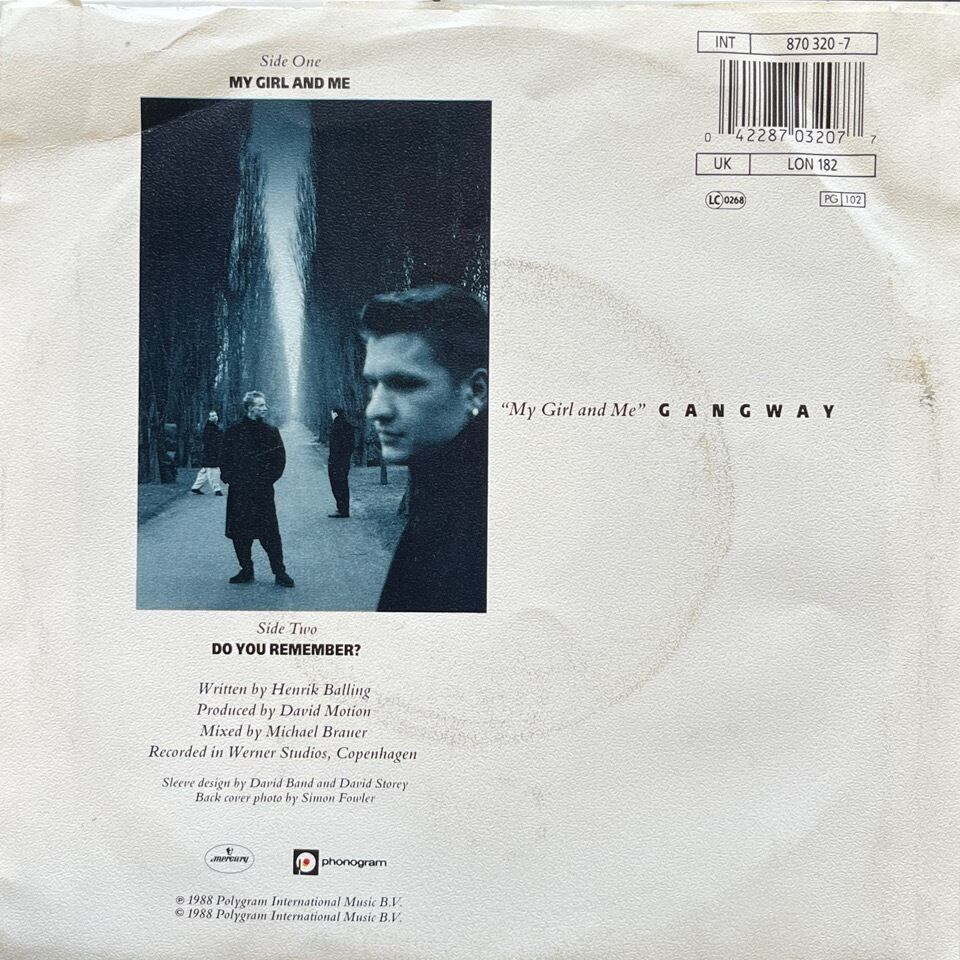 Side One
MY GIRL AND ME
INT 870 320-7
0 42287 03207 7
UK LON 182
LC 0268 PG 102
“My Girl and Me” GANGWAY
Side Two
DO YOU REMEMBER?
Written by Henrik Balling
Produced by David Motion
Mixed by Michael Brauer
Recorded in Werner Studios, Copenhagen
Sleeve design by David Band and David Storey
Back cover photo by Simon Fowler
mercury phonogram
℗ 1988 Polygram International Music B.V.
© 1988 Polygram International Music B.V.